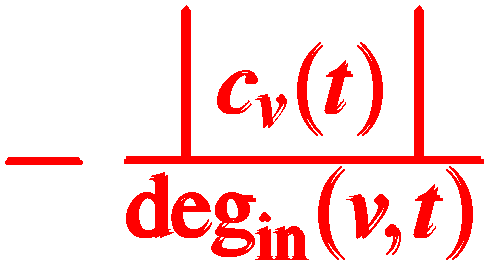 − |c_v(t)| / deg_in(v,t)